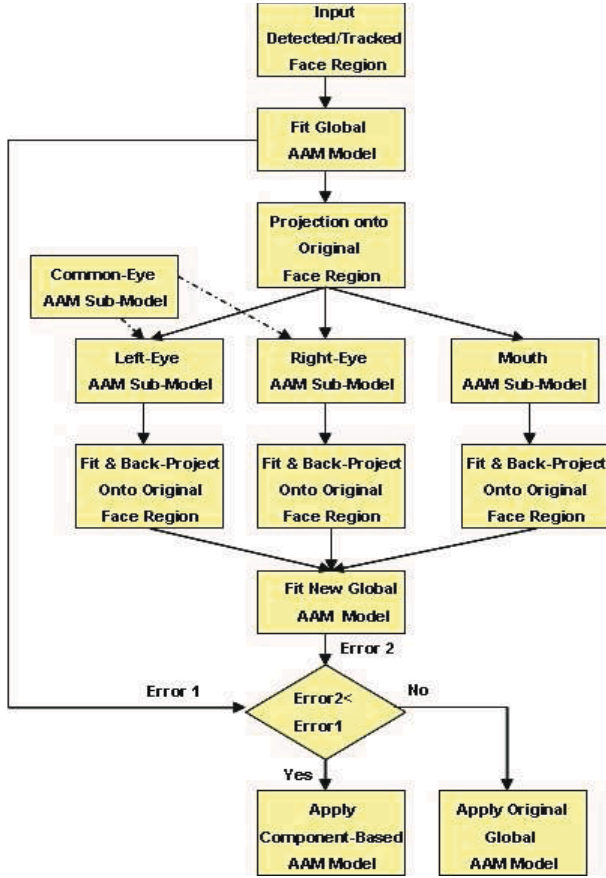 Input
Detected/Tracked
Face Region
Fit Global
AAM Model
Projection onto
Original
Face Region
Common-Eye
AAM Sub-Model
Left-Eye
AAM Sub-Model
Right-Eye
AAM Sub-Model
Mouth
AAM Sub-Model
Fit & Back-Project
Onto Original
Face Region
Fit & Back-Project
Onto Original
Face Region
Fit & Back-Project
Onto Original
Face Region
Fit New Global
AAM Model
Error 2
Error 1
Error2<
Error1
No
Yes
Apply
Component-Based
AAM Model
Apply Original
Global
AAM Model